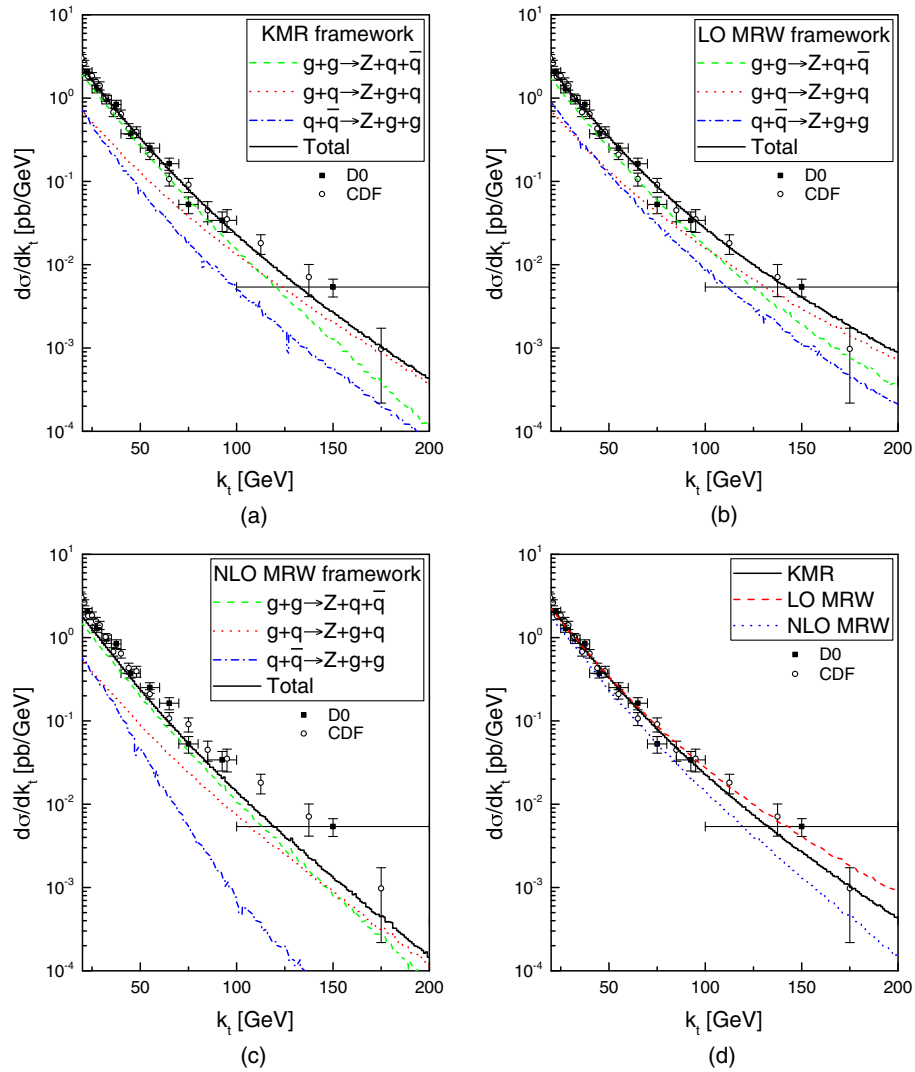 KMR framework
g+g→Z+q+q̅
g+q→Z+g+q
q+q̅→Z+g+g
Total
D0
CDF
10^1
10^0
10^-1
10^-2
10^-3
10^-4
dσ/dk_t [pb/GeV]
50
100
150
200
k_t [GeV]
(a)
LO MRW framework
g+g→Z+q+q̅
g+q→Z+g+q
q+q̅→Z+g+g
Total
D0
CDF
10^1
10^0
10^-1
10^-2
10^-3
10^-4
dσ/dk_t [pb/GeV]
50
100
150
200
k_t [GeV]
(b)
NLO MRW framework
g+g→Z+q+q̅
g+q→Z+g+q
q+q̅→Z+g+g
Total
D0
CDF
10^1
10^0
10^-1
10^-2
10^-3
10^-4
dσ/dk_t [pb/GeV]
50
100
150
200
k_t [GeV]
(c)
KMR
LO MRW
NLO MRW
D0
CDF
10^1
10^0
10^-1
10^-2
10^-3
10^-4
dσ/dk_t [pb/GeV]
50
100
150
200
k_t [GeV]
(d)